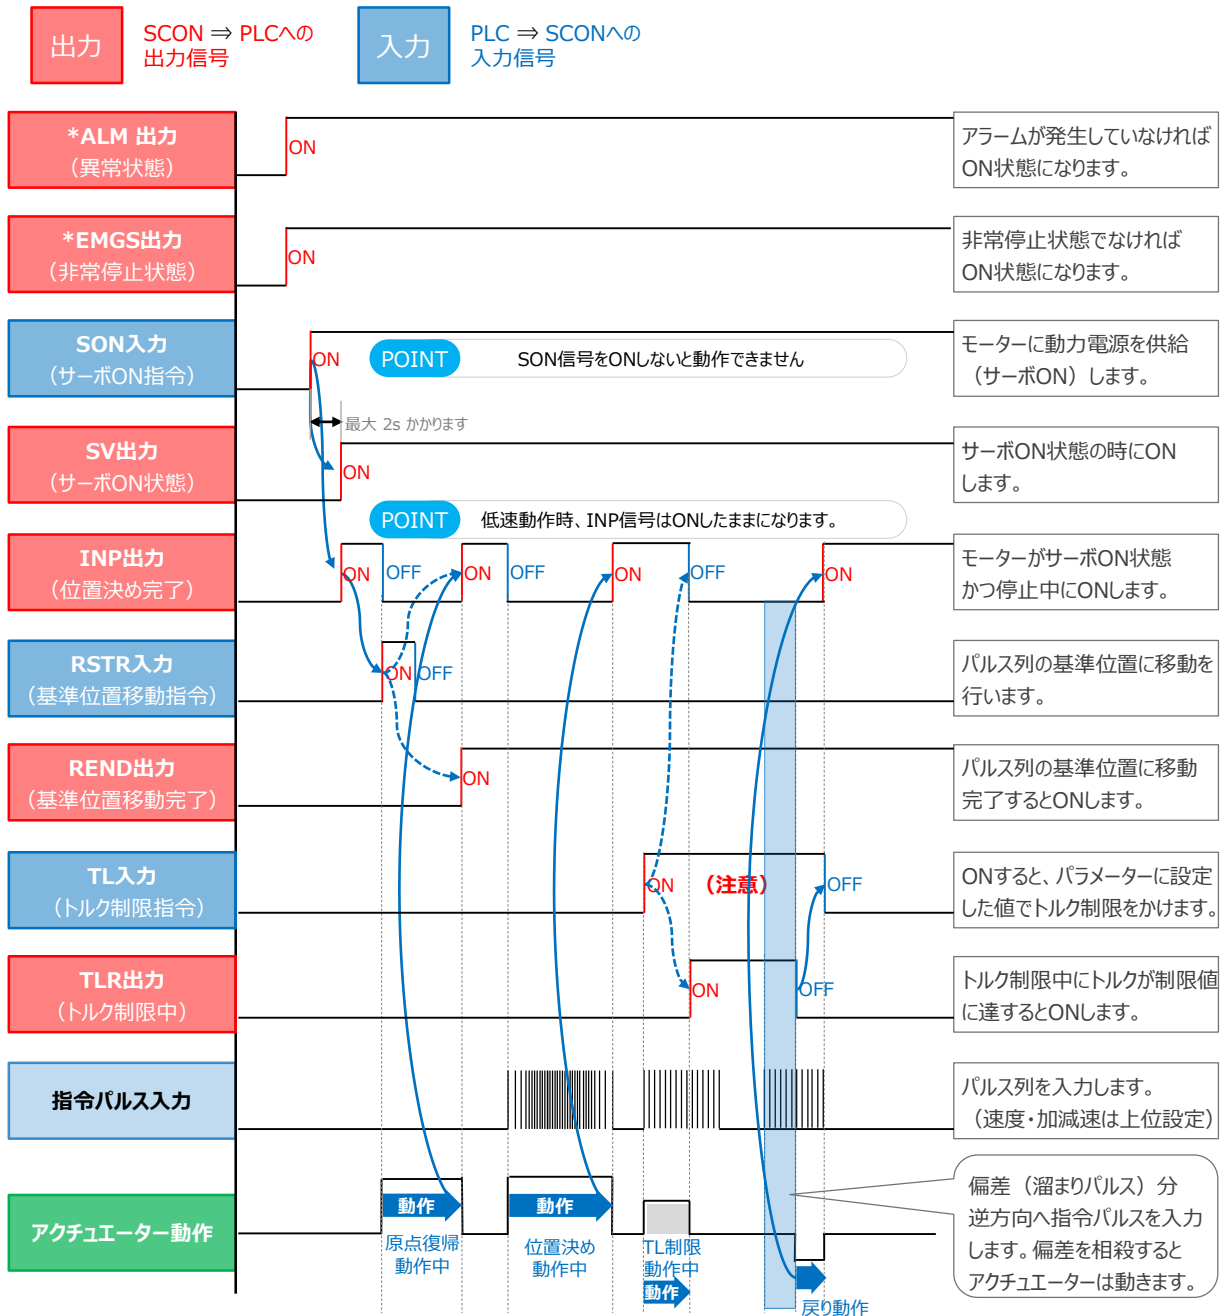 出力
SCON ⇒ PLCへの
出力信号
入力
PLC ⇒ SCONへの
入力信号
*ALM 出力
（異常状態）
ON
アラームが発生していなければ
ON状態になります。
*EMGS出力
（非常停止状態）
ON
非常停止状態でなければ
ON状態になります。
SON入力
（サーボON指令）
ON
POINT
SON信号をONしないと動作できません
モーターに動力電源を供給
（サーボON）します。
最大 2s かかります
SV出力
（サーボON状態）
ON
サーボON状態の時にON
します。
POINT
低速動作時、INP信号はONしたままになります。
INP出力
（位置決め完了）
ON
OFF
ON
OFF
ON
OFF
ON
モーターがサーボON状態
かつ停止中にONします。
RSTR入力
（基準位置移動指令）
ON
OFF
パルス列の基準位置に移動を
行います。
REND出力
（基準位置移動完了）
ON
パルス列の基準位置に移動
完了するとONします。
TL入力
（トルク制限指令）
ON
（注意）
OFF
ONすると、パラメーターに設定
した値でトルク制限をかけます。
TLR出力
（トルク制限中）
ON
OFF
トルク制限中にトルクが制限値
に達するとONします。
指令パルス入力
パルス列を入力します。
（速度・加減速は上位設定）
アクチュエーター動作
動作
原点復帰
動作中
動作
位置決め
動作中
TL制限
動作中
動作
戻り動作
偏差（溜まりパルス）分
逆方向へ指令パルスを入力
します。偏差を相殺すると
アクチュエーターは動きます。